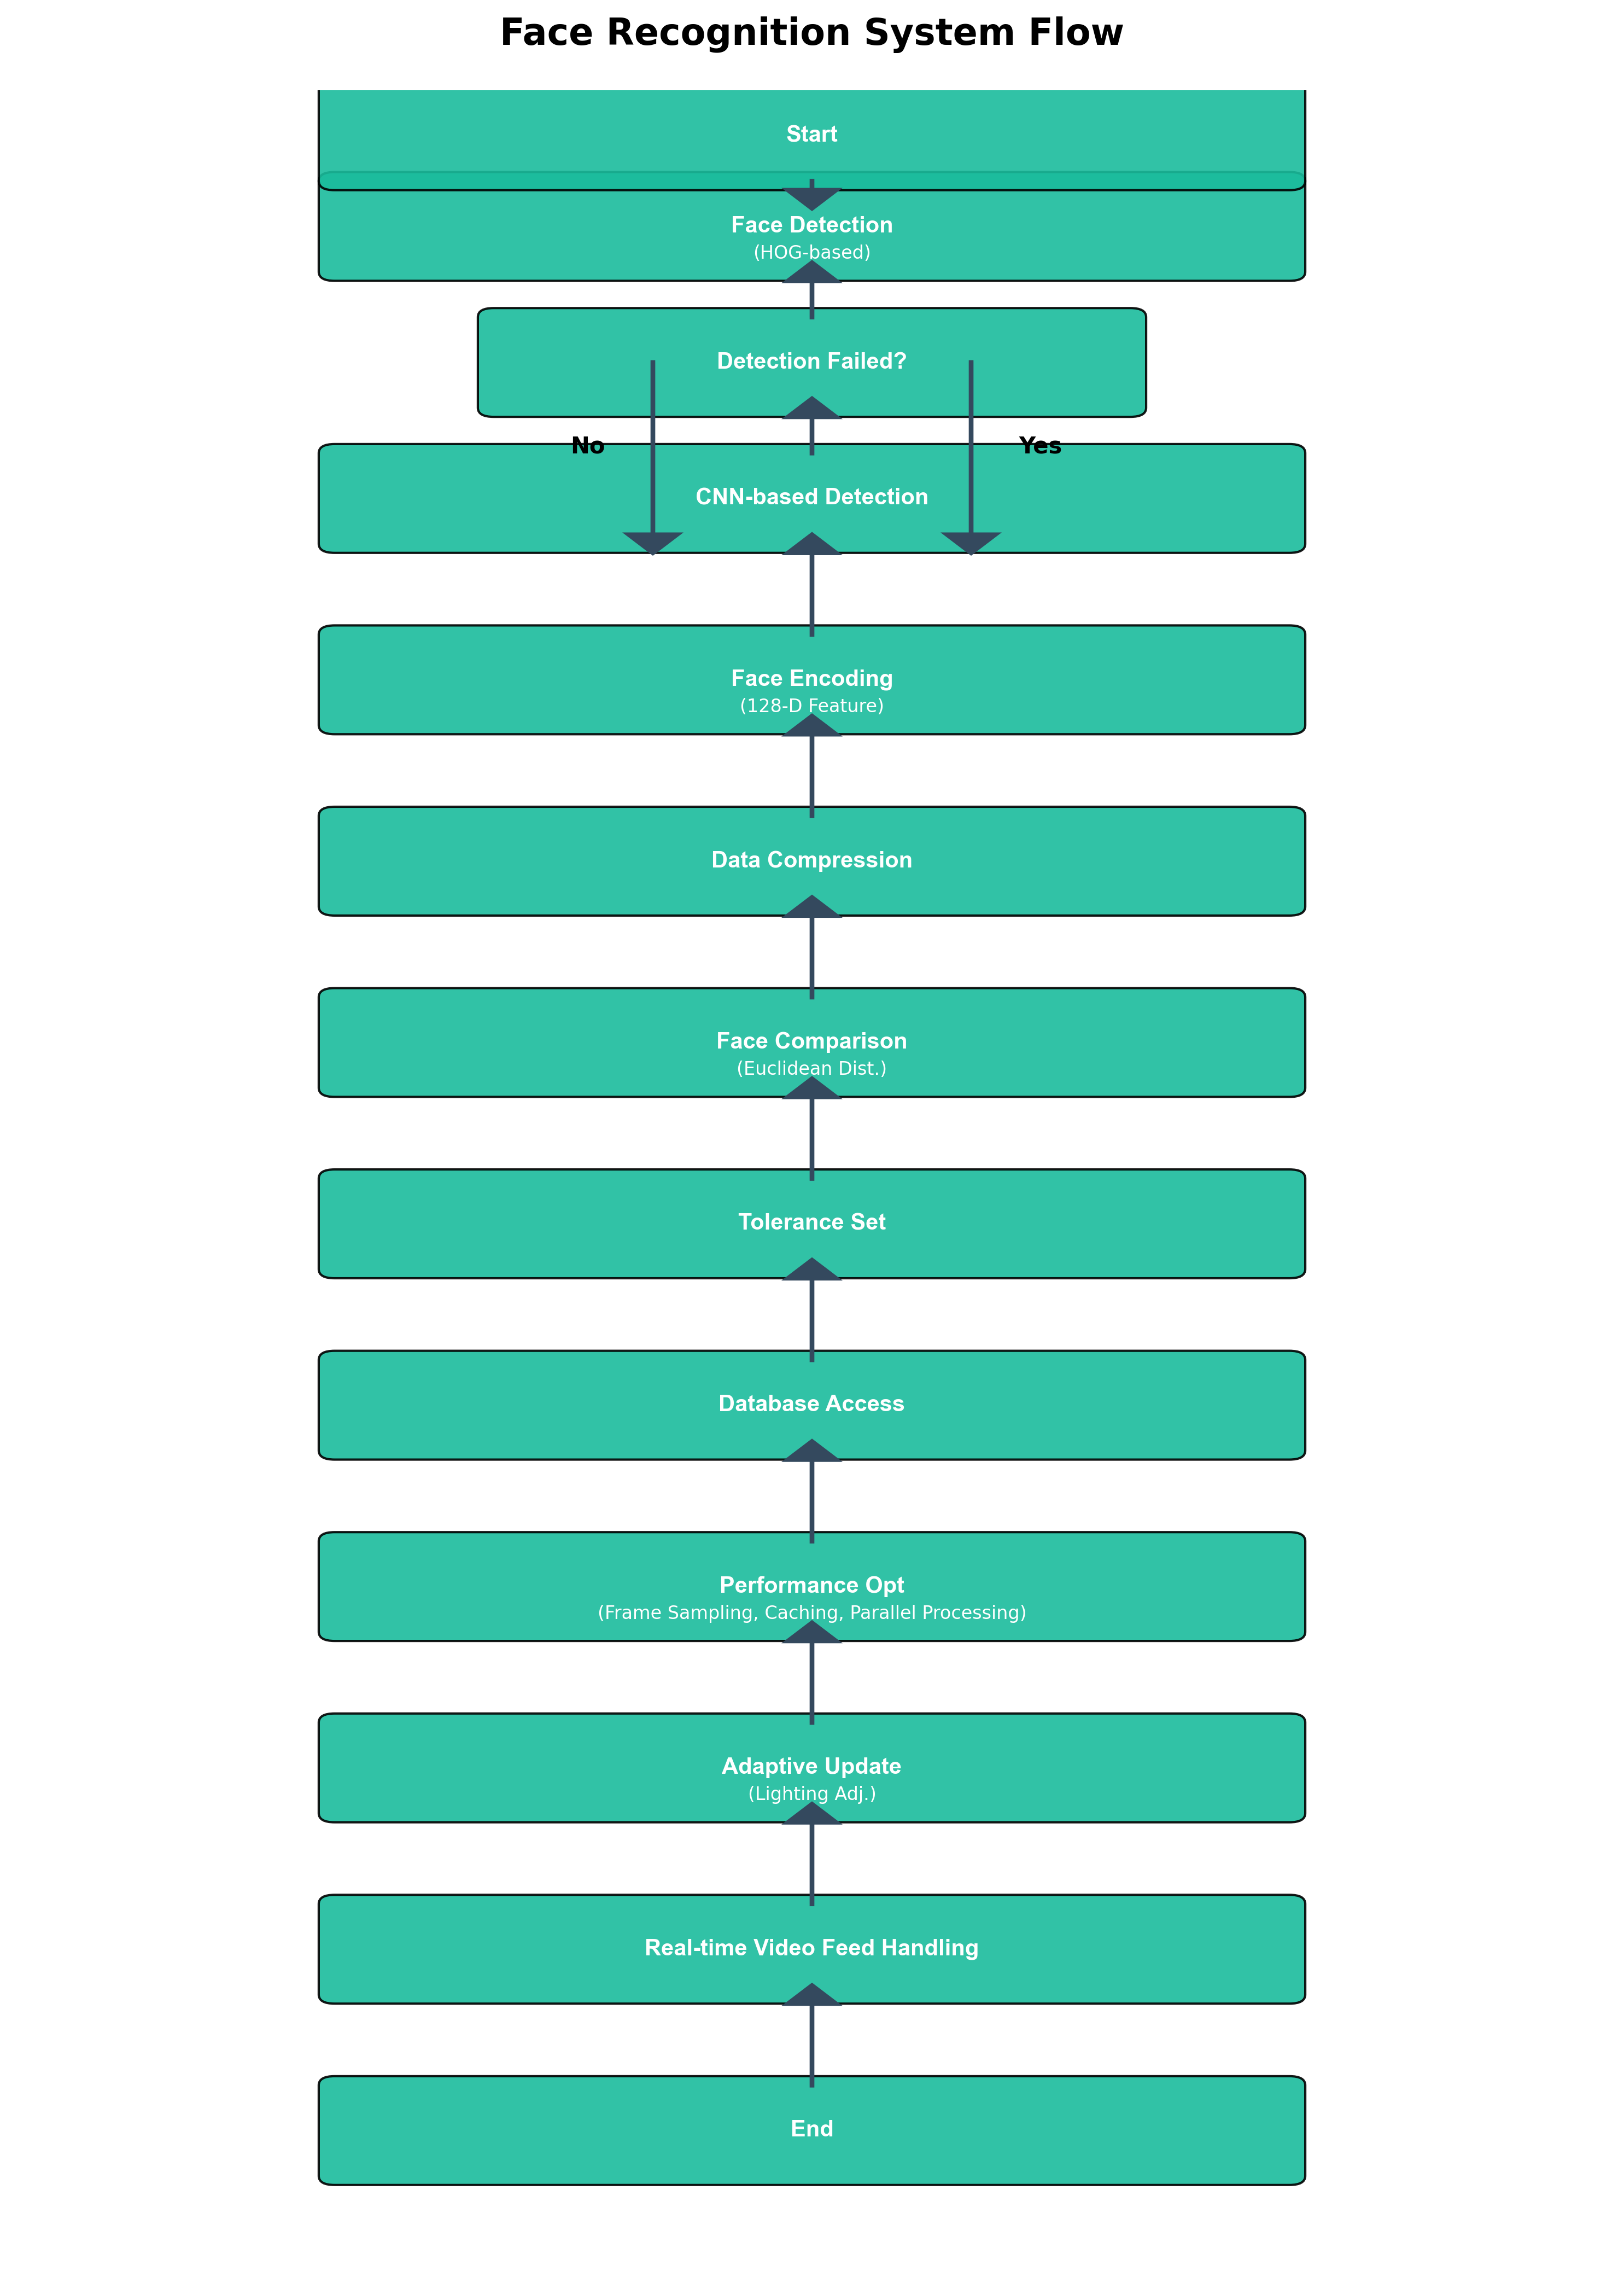 Face Recognition System Flow
Start
Face Detection
(HOG-based)
Detection Failed?
No
Yes
CNN-based Detection
Face Encoding
(128-D Feature)
Data Compression
Face Comparison
(Euclidean Dist.)
Tolerance Set
Database Access
Performance Opt
(Frame Sampling, Caching, Parallel Processing)
Adaptive Update
(Lighting Adj.)
Real-time Video Feed Handling
End